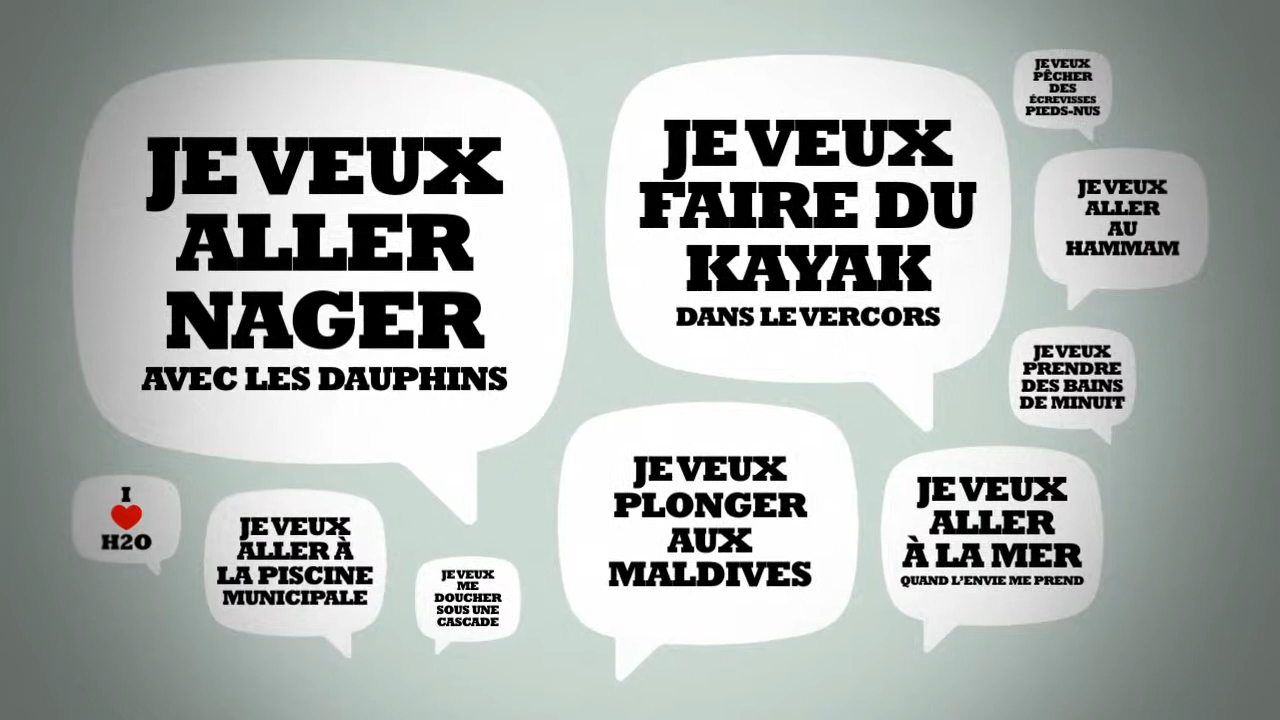 JE VEUX
ALLER
NAGER
AVEC LES DAUPHINS
JE VEUX
FAIRE DU
KAYAK
DANS LE VERCORS
JE VEUX
PÊCHER
DES
ÉCREVISSES
PIEDS-NUS
JE VEUX
ALLER
AU
HAMMAM
JE VEUX
PRENDRE
DES BAINS
DE MINUIT
I
❤
H2O
JE VEUX
ALLER À
LA PISCINE
MUNICIPALE
JE VEUX
ME
DOUCHER
SOUS UNE
CASCADE
JE VEUX
PLONGER
AUX
MALDIVES
JE VEUX
ALLER
À LA MER
QUAND L'ENVIE ME PREND